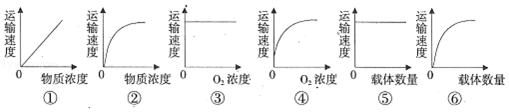 运输速度 运输速度 运输速度 运输速度 运输速度 运输速度
0 物质浓度 0 物质浓度 0 O₂浓度 0 O₂浓度 0 载体数量 0 载体数量
① ② ③ ④ ⑤ ⑥